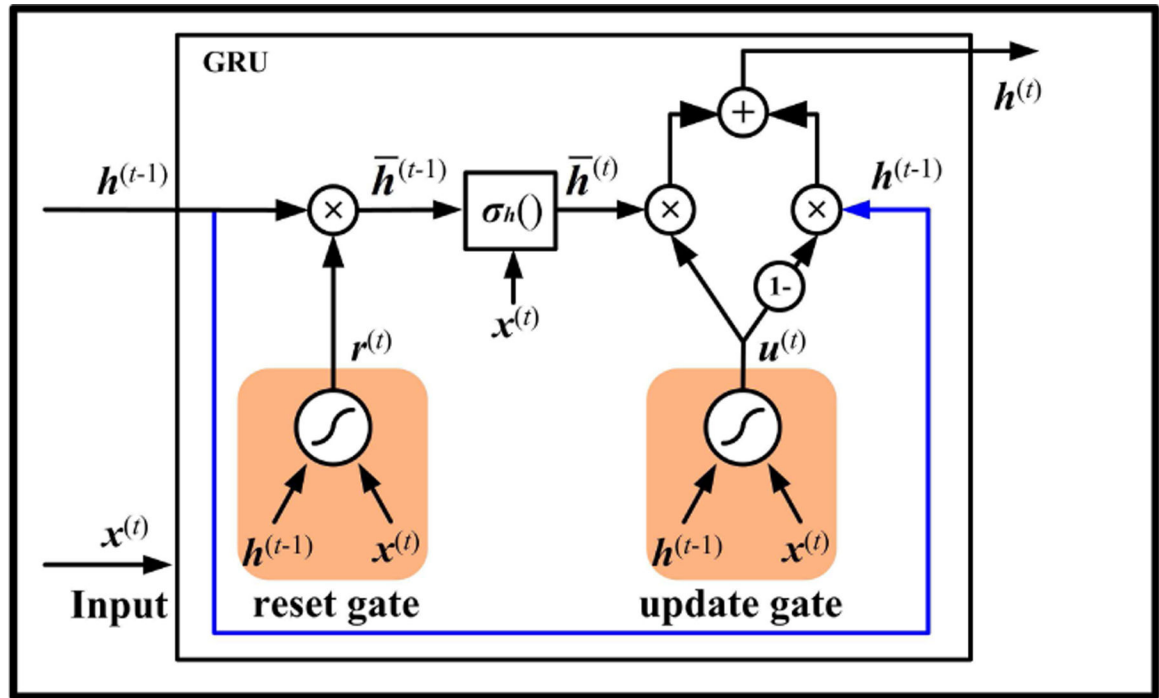 GRU
h(t)
h(t-1)
h̅(t-1)
h̅(t)
h(t-1)
×
σh()
×
×
+
1-
x(t)
r(t)
u(t)
h(t-1)
x(t)
h(t-1)
x(t)
x(t)
Input
reset gate
update gate